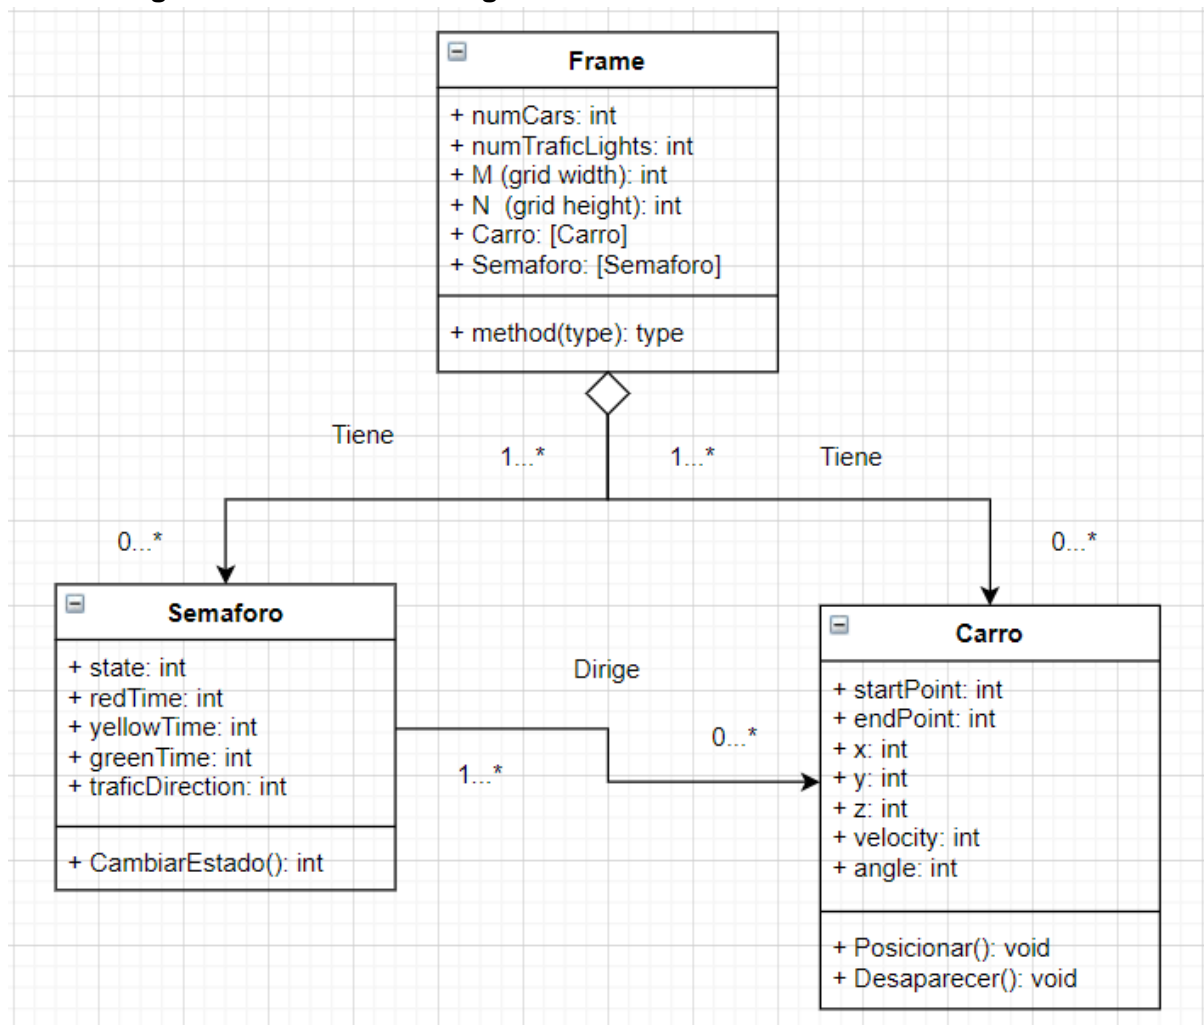 Frame
+ numCars: int
+ numTraficLights: int
+ M (grid width): int
+ N  (grid height): int
+ Carro: [Carro]
+ Semaforo: [Semaforo]
+ method(type): type
Tiene
1...*
1...*
Tiene
0...*
0...*
Semaforo
+ state: int
+ redTime: int
+ yellowTime: int
+ greenTime: int
+ traficDirection: int
+ CambiarEstado(): int
Dirige
1...*
0...*
Carro
+ startPoint: int
+ endPoint: int
+ x: int
+ y: int
+ z: int
+ velocity: int
+ angle: int
+ Posicionar(): void
+ Desaparecer(): void